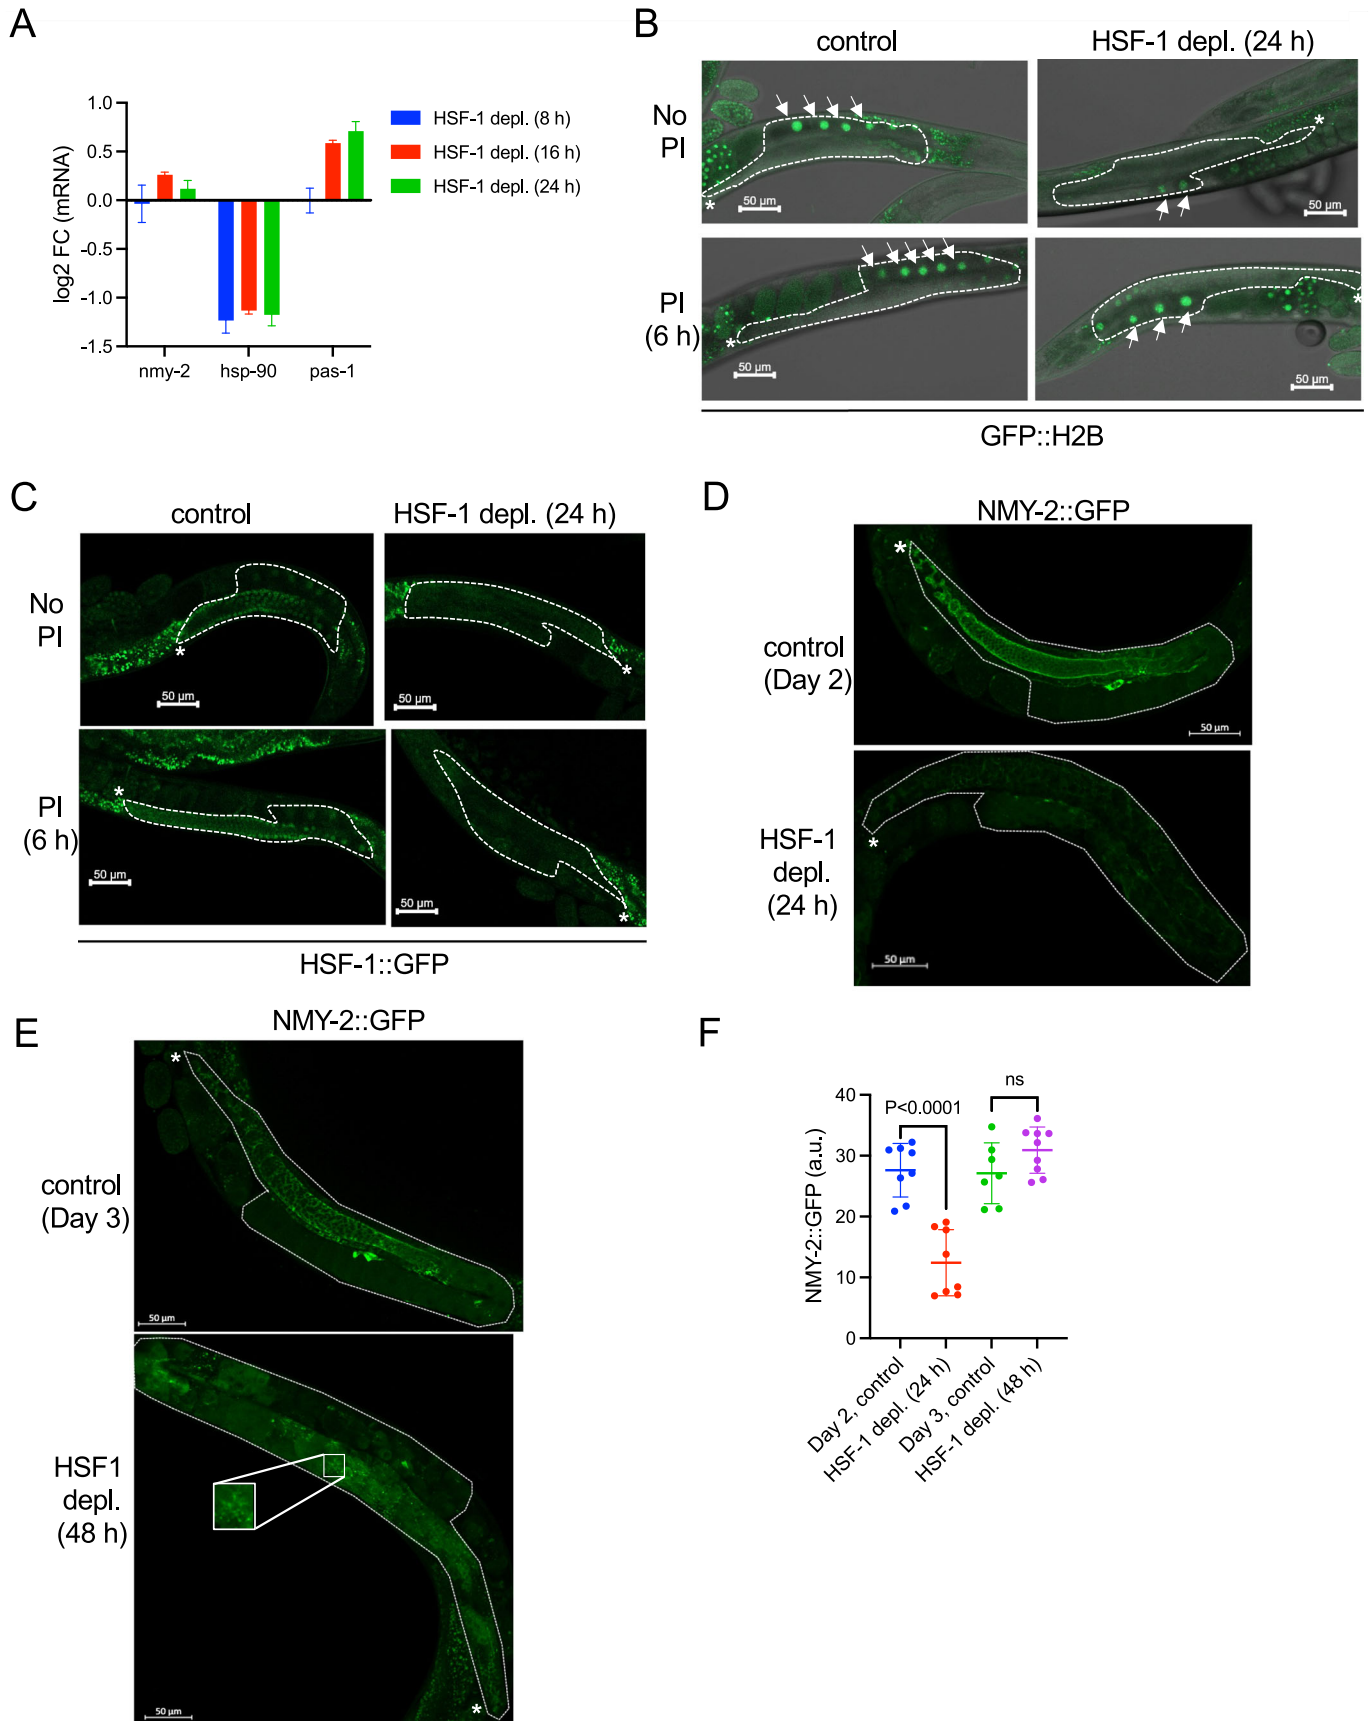 A
1.0
0.5
0.0
-0.5
-1.0
-1.5
log2 FC (mRNA)
nmy-2
hsp-90
pas-1
HSF-1 depl. (8 h)
HSF-1 depl. (16 h)
HSF-1 depl. (24 h)
B
control
HSF-1 depl. (24 h)
No
PI
*
50 µm
*
50 µm
PI
(6 h)
*
50 µm
*
50 µm
GFP::H2B
C
control
HSF-1 depl. (24 h)
No
PI
*
50 µm
*
50 µm
PI
(6 h)
*
50 µm
*
50 µm
HSF-1::GFP
D
NMY-2::GFP
control
(Day 2)
*
50 µm
HSF-1
depl.
(24 h)
*
50 µm
E
NMY-2::GFP
control
(Day 3)
*
50 µm
HSF1
depl.
(48 h)
*
50 µm
F
NMY-2::GFP (a.u.)
40
30
20
10
0
P<0.0001
ns
Day 2, control
HSF-1 depl. (24 h)
Day 3, control
HSF-1 depl. (48 h)